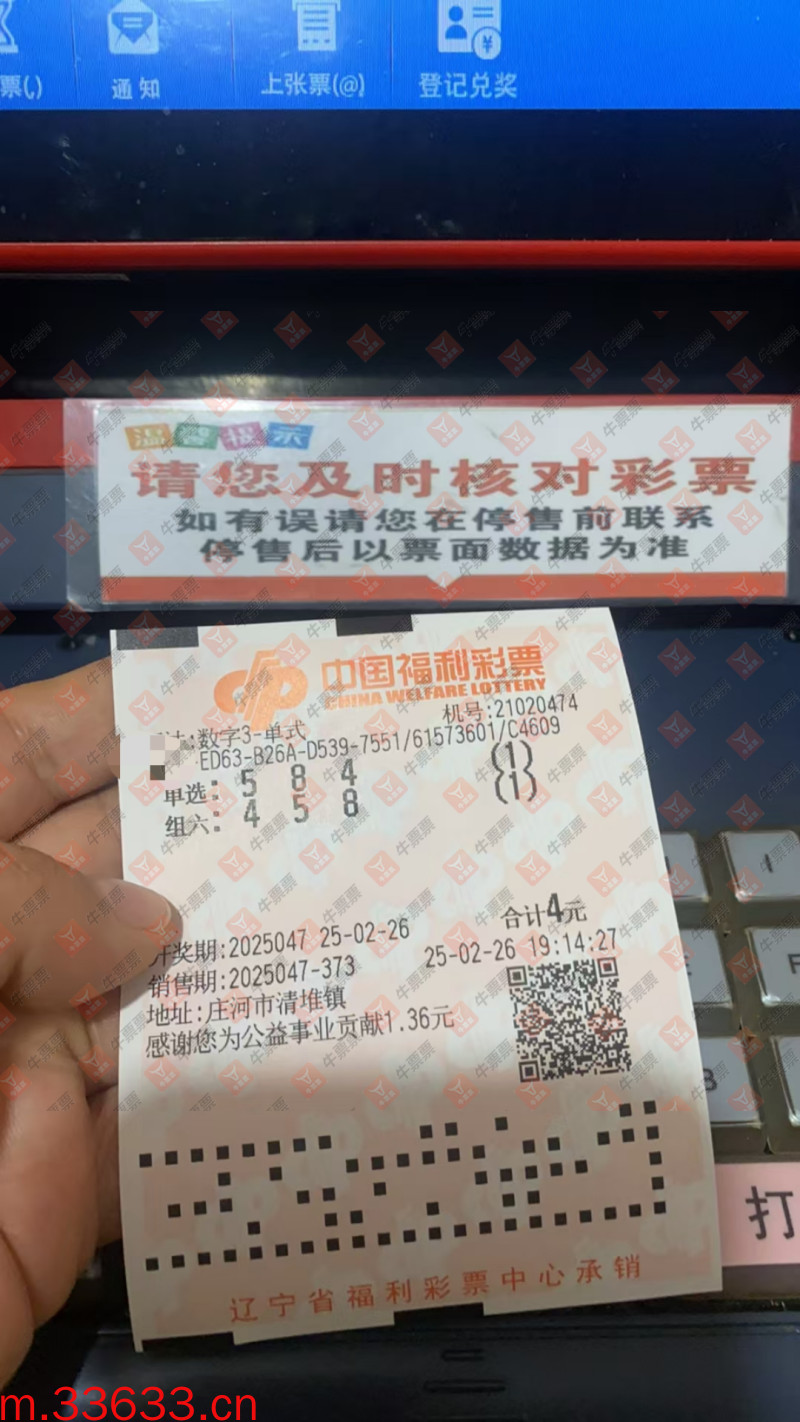 票(,)
通知
上张票(@)
登记兑奖
温馨提示
请您及时核对彩票
如有误请您在停售前联系
停售后以票面数据为准
中国福利彩票
CHINA WELFARE LOTTERY
机号:21020474
:数字3-单式
ED63-B26A-D539-7551/61573601/C4609
单选: 5 8 4 (1)
组六: 4 5 8 (1)
合计4元
开奖期:2025047 25-02-26
销售期:2025047-373 25-02-26 19:14:27
地址:庄河市清堆镇
感谢您为公益事业贡献1.36元
辽宁省福利彩票中心承销
打
牛票票
m.33633.cn